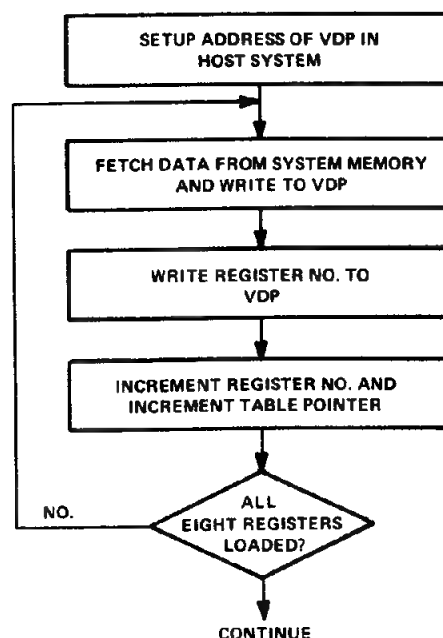 SETUP ADDRESS OF VDP IN
HOST SYSTEM
FETCH DATA FROM SYSTEM MEMORY
AND WRITE TO VDP
WRITE REGISTER NO. TO
VDP
INCREMENT REGISTER NO. AND
INCREMENT TABLE POINTER
NO.
ALL
EIGHT REGISTERS
LOADED?
CONTINUE